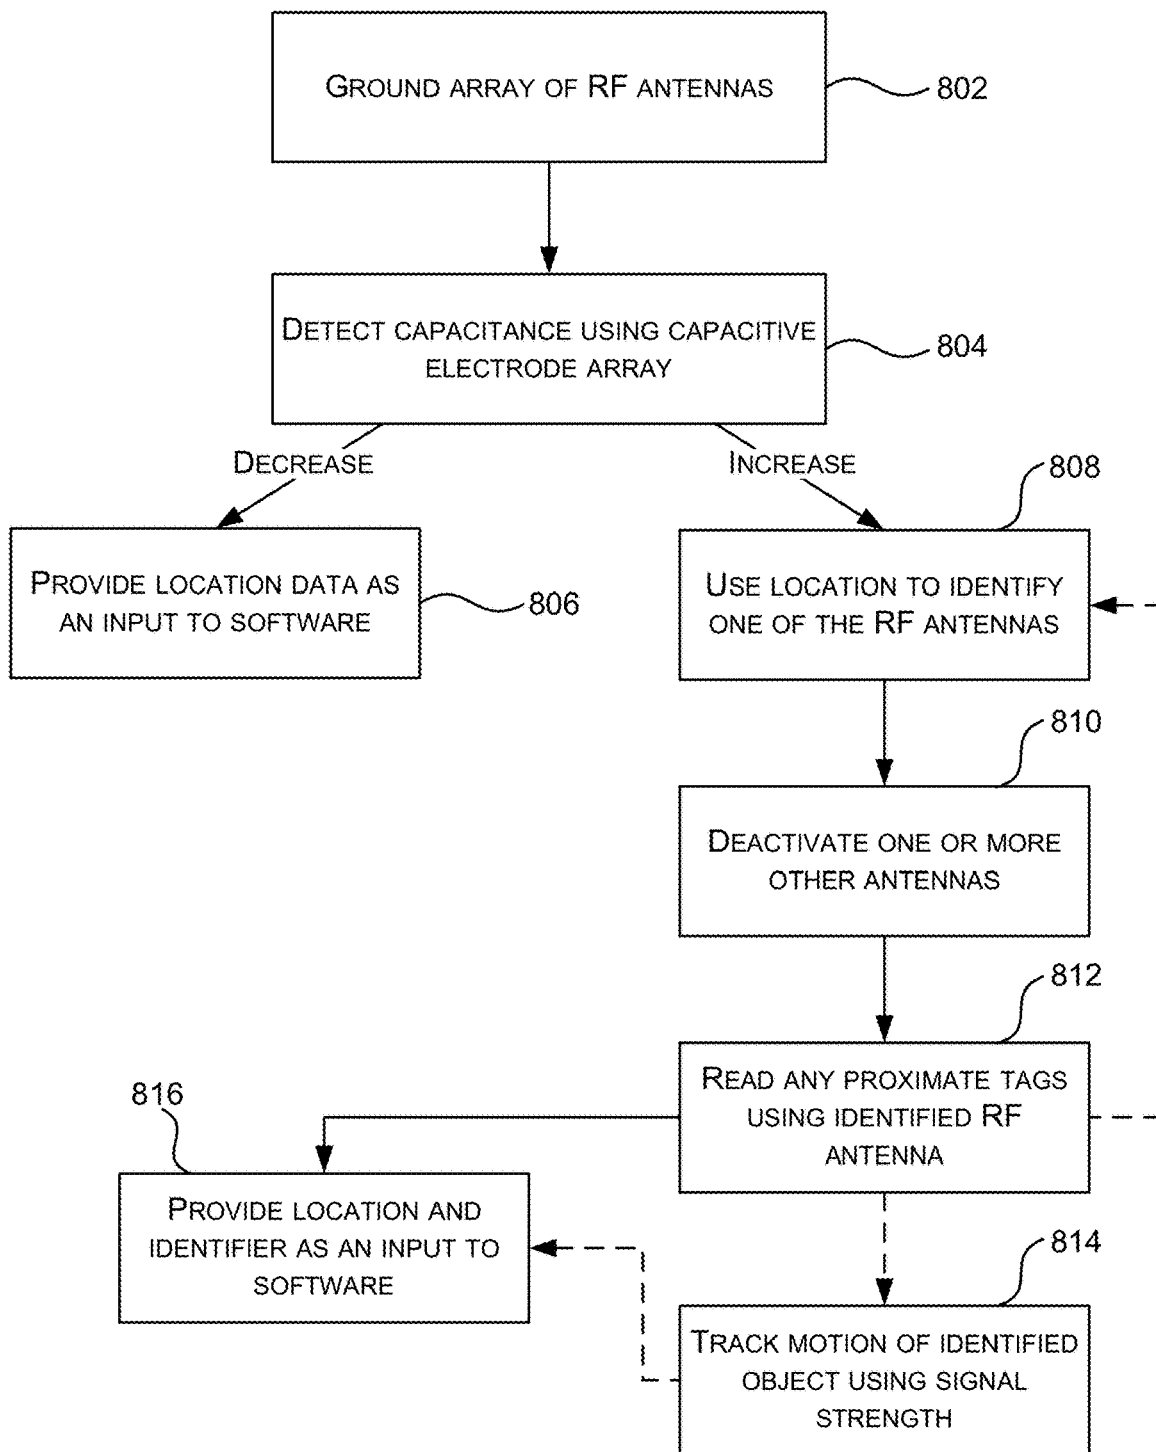 GROUND ARRAY OF RF ANTENNAS
802
DETECT CAPACITANCE USING CAPACITIVE
ELECTRODE ARRAY
804
DECREASE
INCREASE
808
PROVIDE LOCATION DATA AS
AN INPUT TO SOFTWARE
806
USE LOCATION TO IDENTIFY
ONE OF THE RF ANTENNAS
810
DEACTIVATE ONE OR MORE
OTHER ANTENNAS
812
READ ANY PROXIMATE TAGS
USING IDENTIFIED RF
ANTENNA
816
PROVIDE LOCATION AND
IDENTIFIER AS AN INPUT TO
SOFTWARE
814
TRACK MOTION OF IDENTIFIED
OBJECT USING SIGNAL
STRENGTH